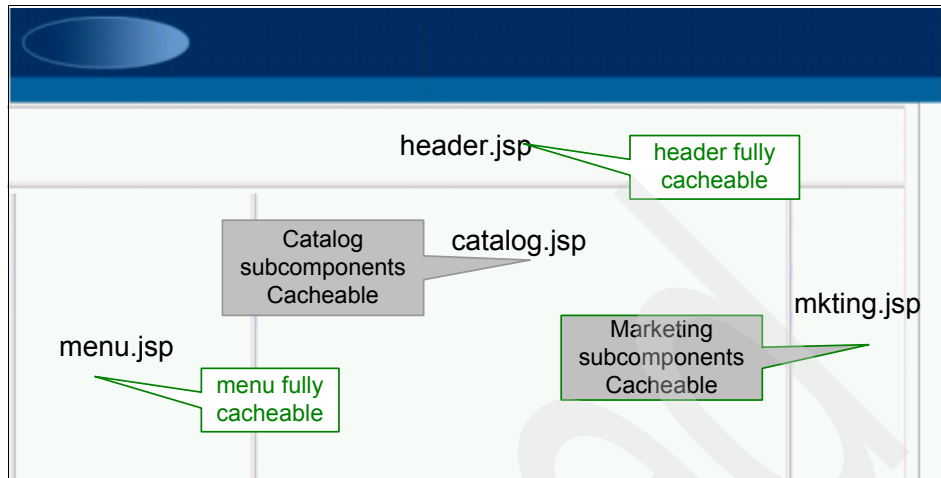 header.jsp
header fully
cacheable
Catalog
subcomponents
Cacheable
catalog.jsp
mkting.jsp
Marketing
subcomponents
Cacheable
menu.jsp
menu fully
cacheable